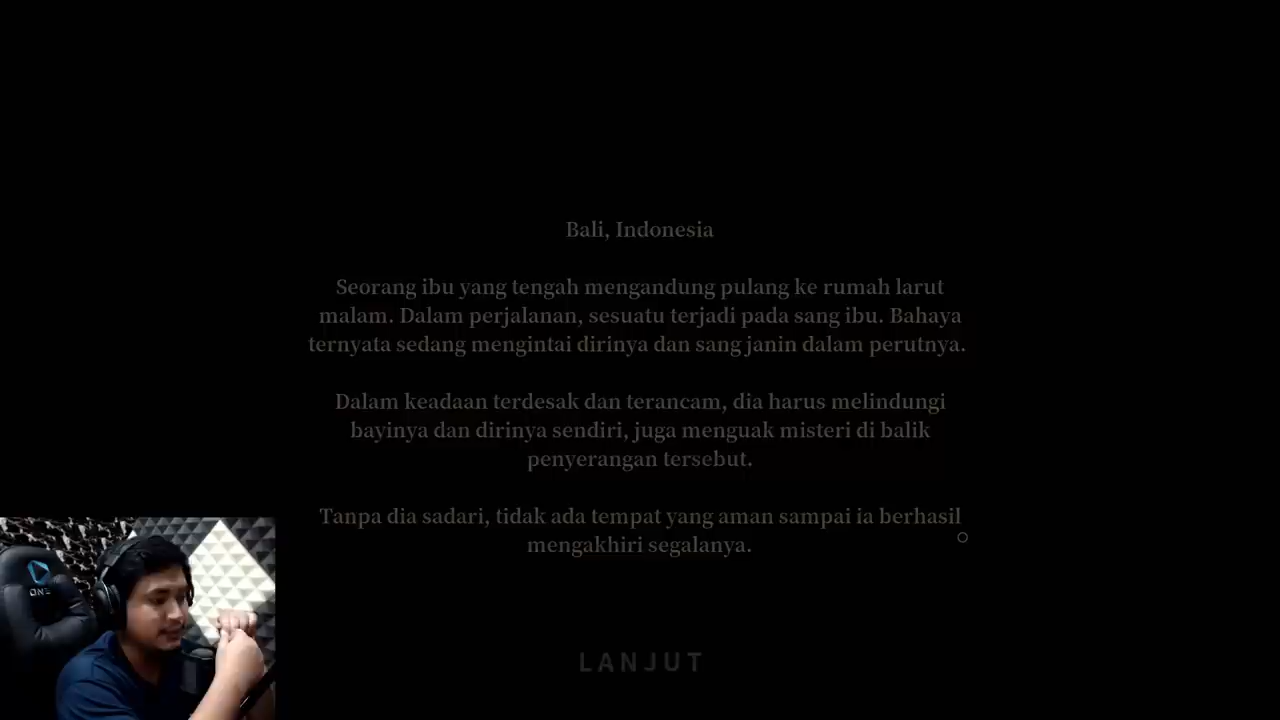 Bali, Indonesia
Seorang ibu yang tengah mengandung pulang ke rumah larut
malam. Dalam perjalanan, sesuatu terjadi pada sang ibu. Bahaya
ternyata sedang mengintai dirinya dan sang janin dalam perutnya.
Dalam keadaan terdesak dan terancam, dia harus melindungi
bayinya dan dirinya sendiri, juga menguak misteri di balik
penyerangan tersebut.
Tanpa dia sadari, tidak ada tempat yang aman sampai ia berhasil
mengakhiri segalanya.
ONE
LANJUT